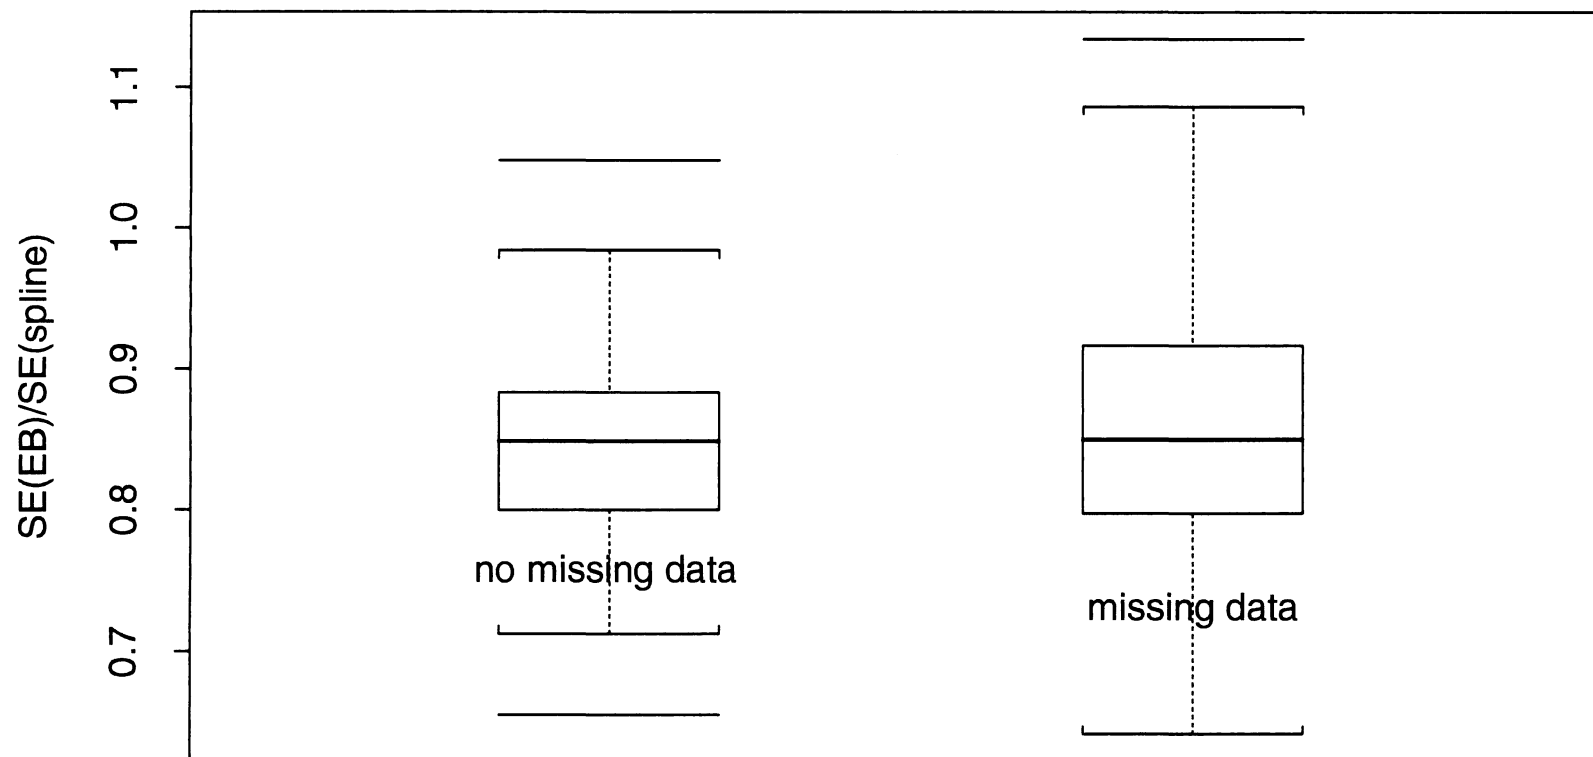 SE(EB)/SE(spline)
1.1
1.0
0.9
0.8
0.7
no missing data
missing data